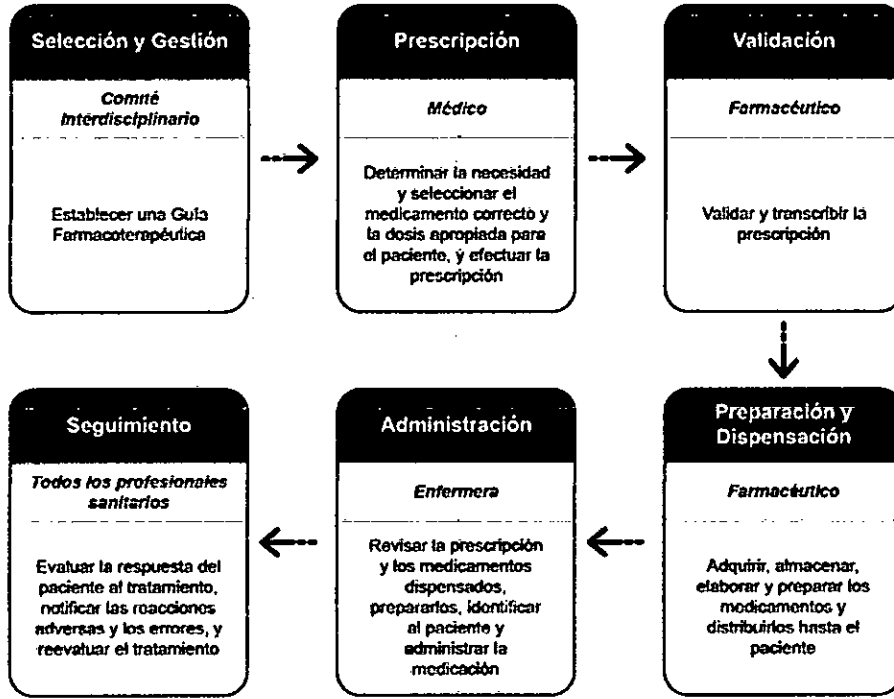 Selección y Gestión
Comité
Interdisciplinario
Establecer una Guía
Farmacoterapéutica
Prescripción
Médico
Determinar la necesidad
y seleccionar el
medicamento correcto y
la dosis apropiada para
el paciente, y efectuar la
prescripción
Validación
Farmacéutico
Validar y transcribir la
prescripción
Preparación y
Dispensación
Farmacéutico
Adquirir, almacenar,
elaborar y preparar los
medicamentos y
distribuirlos hasta el
paciente
Administración
Enfermera
Revisar la prescripción
y los medicamentos
dispensados,
prepararlos, identificar
al paciente y
administrar la
medicación
Seguimiento
Todos los profesionales
sanitarios
Evaluar la respuesta del
paciente al tratamiento,
notificar las reacciones
adversas y los errores, y
reevaluar el tratamiento